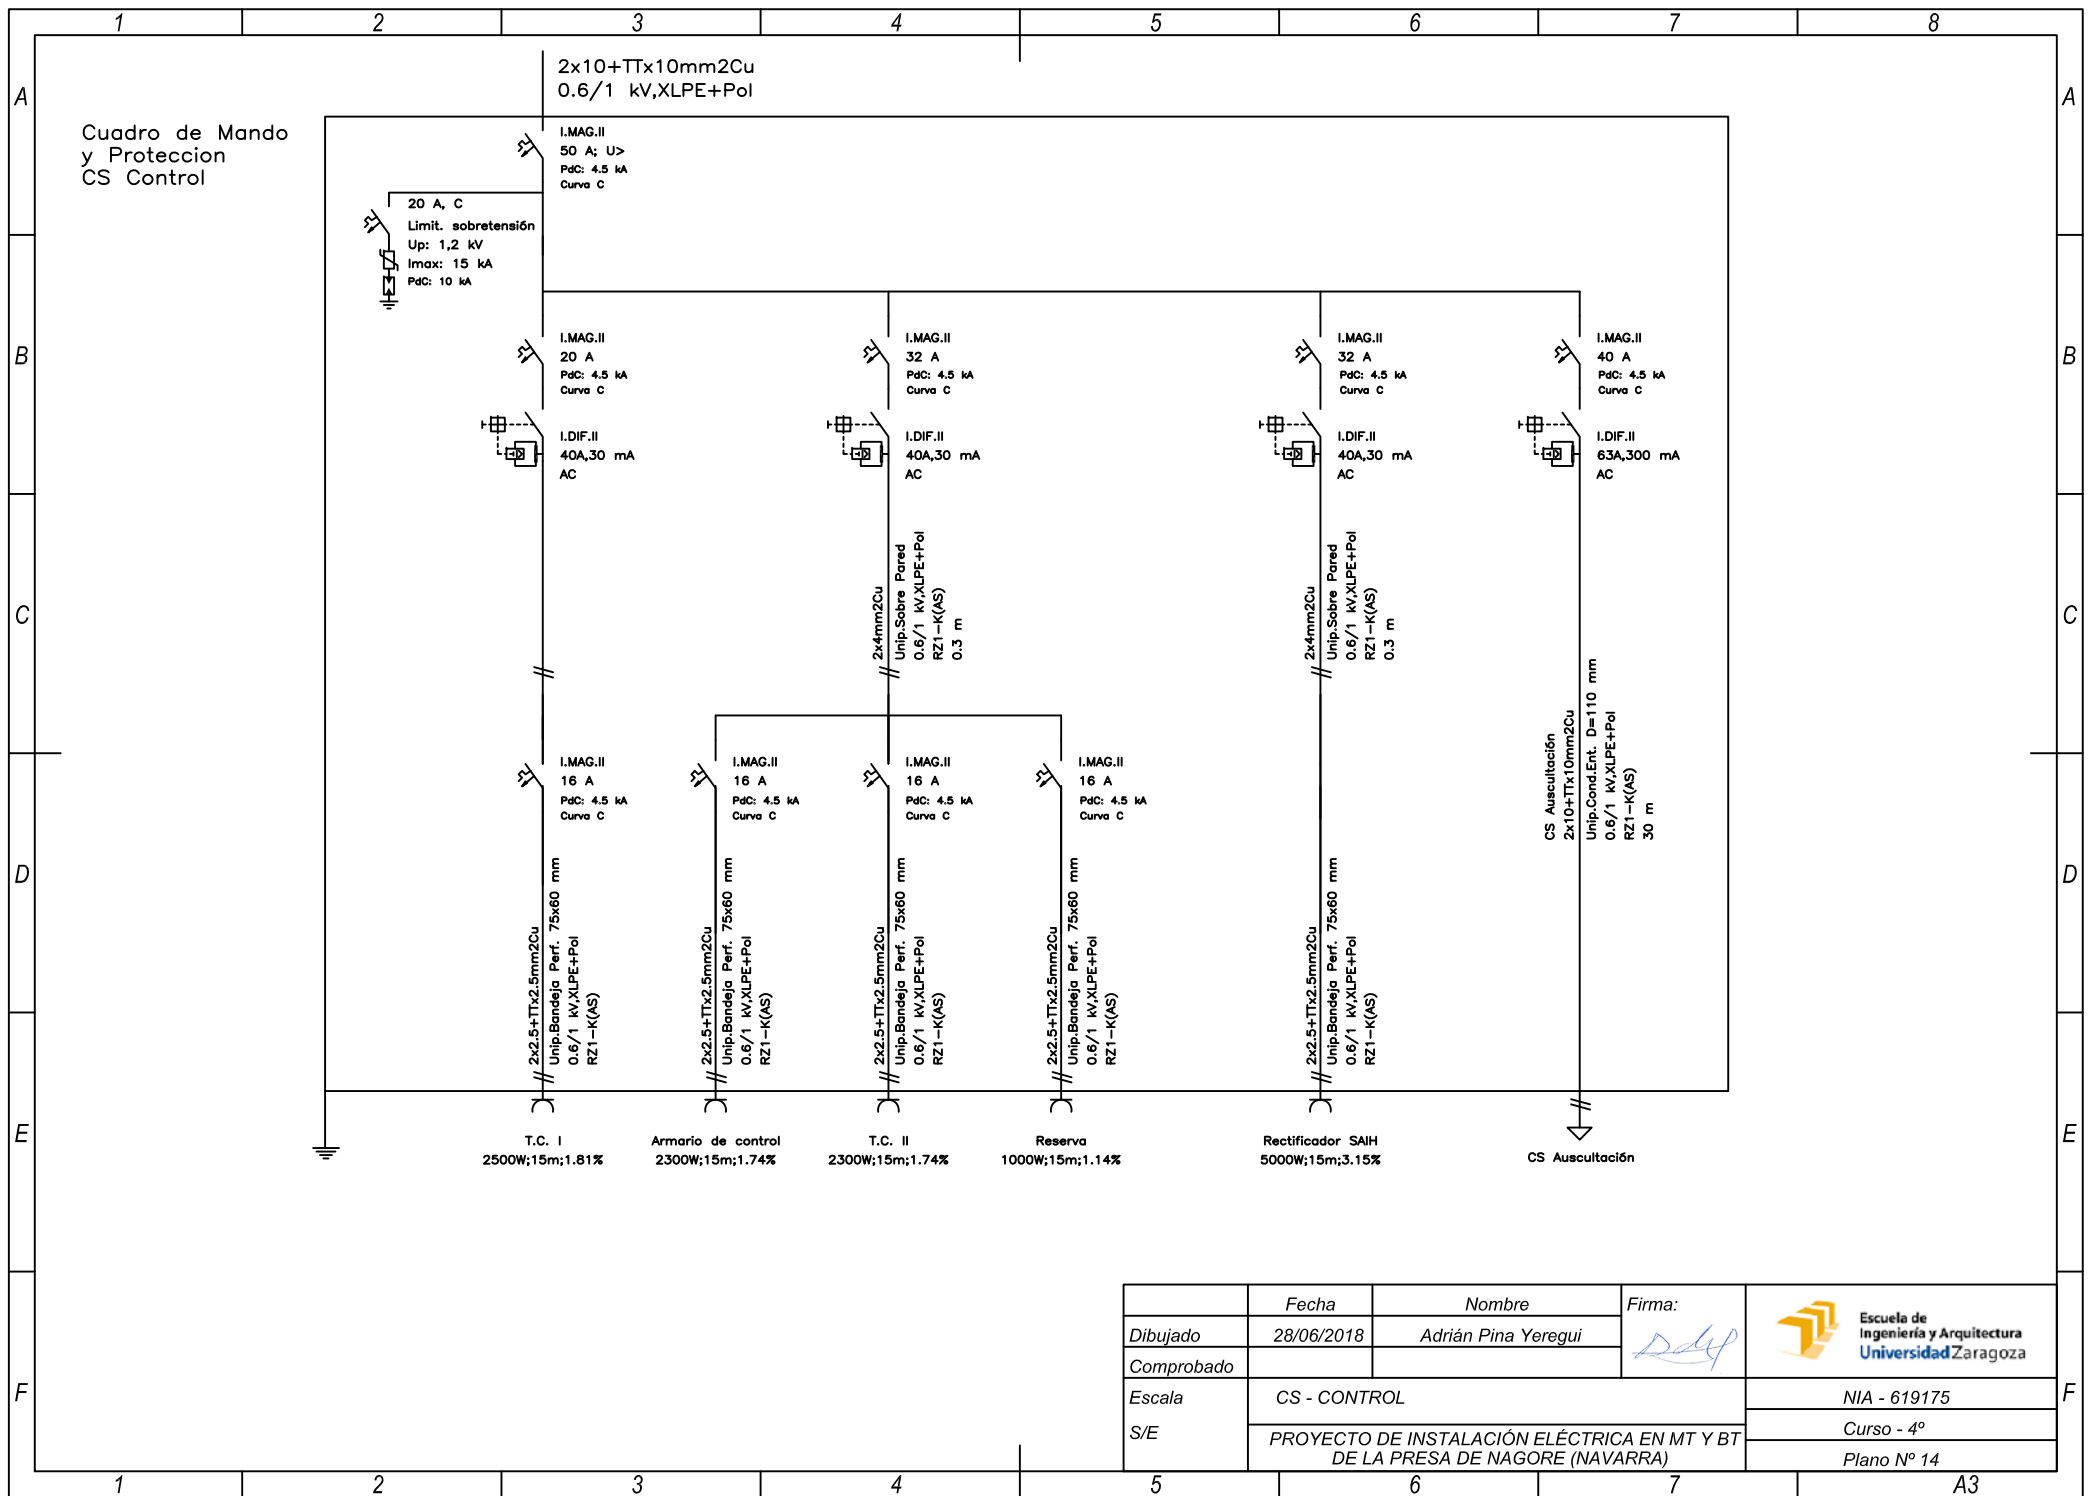 1 2 3 4 5 6 7 8
A A
B B
C C
D D
E E
F F
2x10+TTx10mm2Cu
0.6/1 kV,XLPE+Pol
Cuadro de Mando
y Proteccion
CS Control
I.MAG.II
50 A; U>
PdC: 4.5 kA
Curva C
20 A, C
Limit. sobretensión
Up: 1,2 kV
Imax: 15 kA
PdC: 10 kA
I.MAG.II
20 A
PdC: 4.5 kA
Curva C
I.DIF.II
40A,30 mA
AC
I.MAG.II
32 A
PdC: 4.5 kA
Curva C
I.DIF.II
40A,30 mA
AC
I.MAG.II
32 A
PdC: 4.5 kA
Curva C
I.DIF.II
40A,30 mA
AC
I.MAG.II
40 A
PdC: 4.5 kA
Curva C
I.DIF.II
63A,300 mA
AC
2x4mm2Cu
Unip.Sobre Pared
0.6/1 kV,XLPE+Pol
RZ1-K(AS)
0.3 m
2x4mm2Cu
Unip.Sobre Pared
0.6/1 kV,XLPE+Pol
RZ1-K(AS)
0.3 m
CS Auscultación
2x10+TTx10mm2Cu
Unip.Cond.Ent. D=110 mm
0.6/1 kV,XLPE+Pol
RZ1-K(AS)
30 m
I.MAG.II
16 A
PdC: 4.5 kA
Curva C
I.MAG.II
16 A
PdC: 4.5 kA
Curva C
I.MAG.II
16 A
PdC: 4.5 kA
Curva C
I.MAG.II
16 A
PdC: 4.5 kA
Curva C
2x2.5+TTx2.5mm2Cu
Unip.Bandeja Perf. 75x60 mm
0.6/1 kV,XLPE+Pol
RZ1-K(AS)
2x2.5+TTx2.5mm2Cu
Unip.Bandeja Perf. 75x60 mm
0.6/1 kV,XLPE+Pol
RZ1-K(AS)
2x2.5+TTx2.5mm2Cu
Unip.Bandeja Perf. 75x60 mm
0.6/1 kV,XLPE+Pol
RZ1-K(AS)
2x2.5+TTx2.5mm2Cu
Unip.Bandeja Perf. 75x60 mm
0.6/1 kV,XLPE+Pol
RZ1-K(AS)
2x2.5+TTx2.5mm2Cu
Unip.Bandeja Perf. 75x60 mm
0.6/1 kV,XLPE+Pol
RZ1-K(AS)
T.C. I
2500W;15m;1.81%
Armario de control
2300W;15m;1.74%
T.C. II
2300W;15m;1.74%
Reserva
1000W;15m;1.14%
Rectificador SAIH
5000W;15m;3.15%
CS Auscultación
Fecha Nombre Firma:
Dibujado 28/06/2018 Adrián Pina Yeregui
Comprobado
Escala CS - CONTROL
S/E
PROYECTO DE INSTALACIÓN ELÉCTRICA EN MT Y BT
DE LA PRESA DE NAGORE (NAVARRA)
Escuela de
Ingeniería y Arquitectura
Universidad Zaragoza
NIA - 619175
Curso - 4º
Plano Nº 14
1 2 3 4 5 6 7 A3